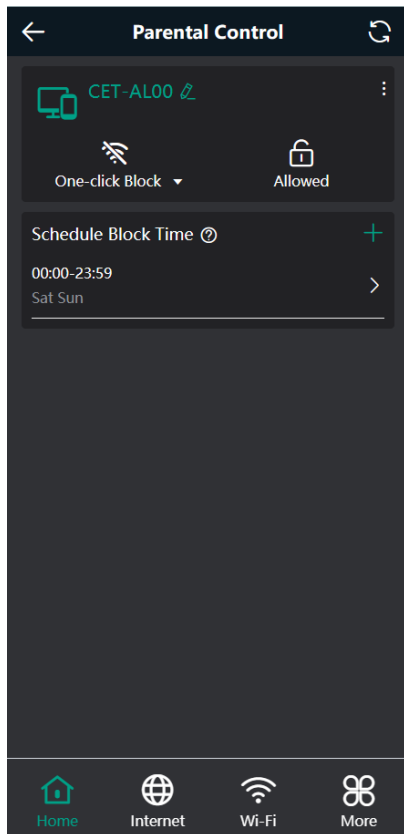 Parental Control
CET-AL00
One-click Block
Allowed
Schedule Block Time
00:00-23:59
Sat Sun
Home
Internet
Wi-Fi
More